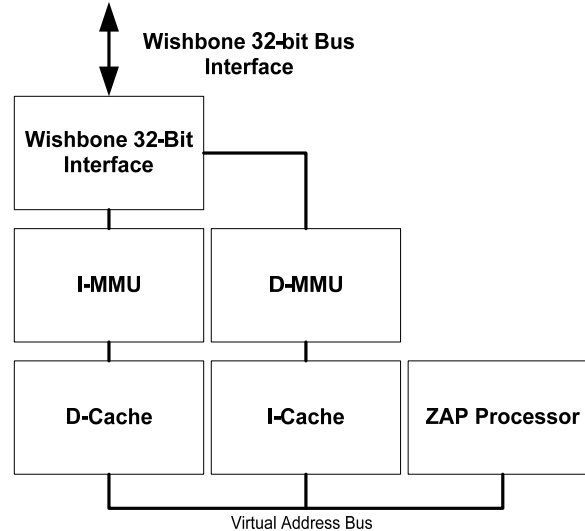 Wishbone 32-bit Bus
Interface
Wishbone 32-Bit
Interface
I-MMU
D-MMU
D-Cache
I-Cache
ZAP Processor
Virtual Address Bus